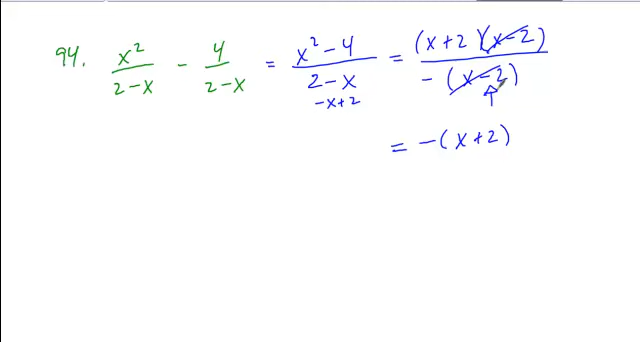 94. x²/(2-x) - 4/(2-x) = (x²-4)/(2-x) = (x+2)(x-2)/-(x-2)
-x+2
= -(x+2)